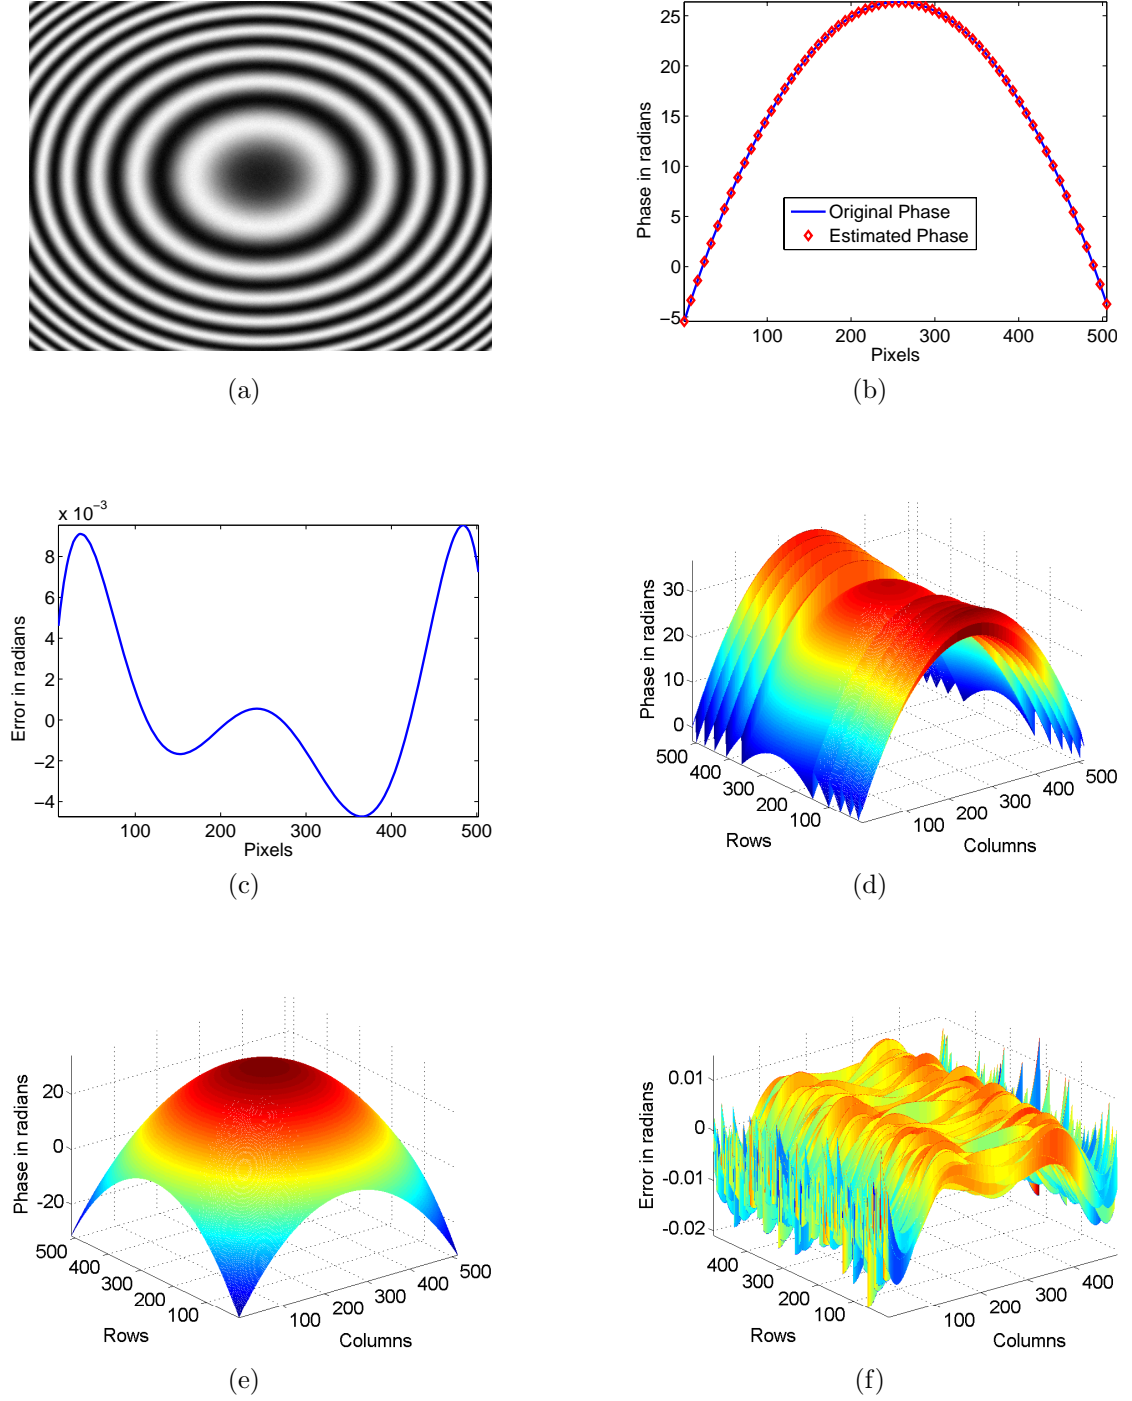 25
20
15
10
5
0
−5
Phase in radians
Original Phase
Estimated Phase
100 200 300 400 500
Pixels
(a)
(b)
x 10−3
8
6
4
2
0
−2
−4
Error in radians
100 200 300 400 500
Pixels
(c)
30
20
10
0
Phase in radians
500
400
300
200
100
Rows
100
200
300
400
500
Columns
(d)
20
0
-20
Phase in radians
500
400
300
200
100
Rows
100
200
300
400
500
Columns
(e)
0.01
0
-0.01
-0.02
Error in radians
400
300
200
100
Rows
100
200
300
400
Columns
(f)